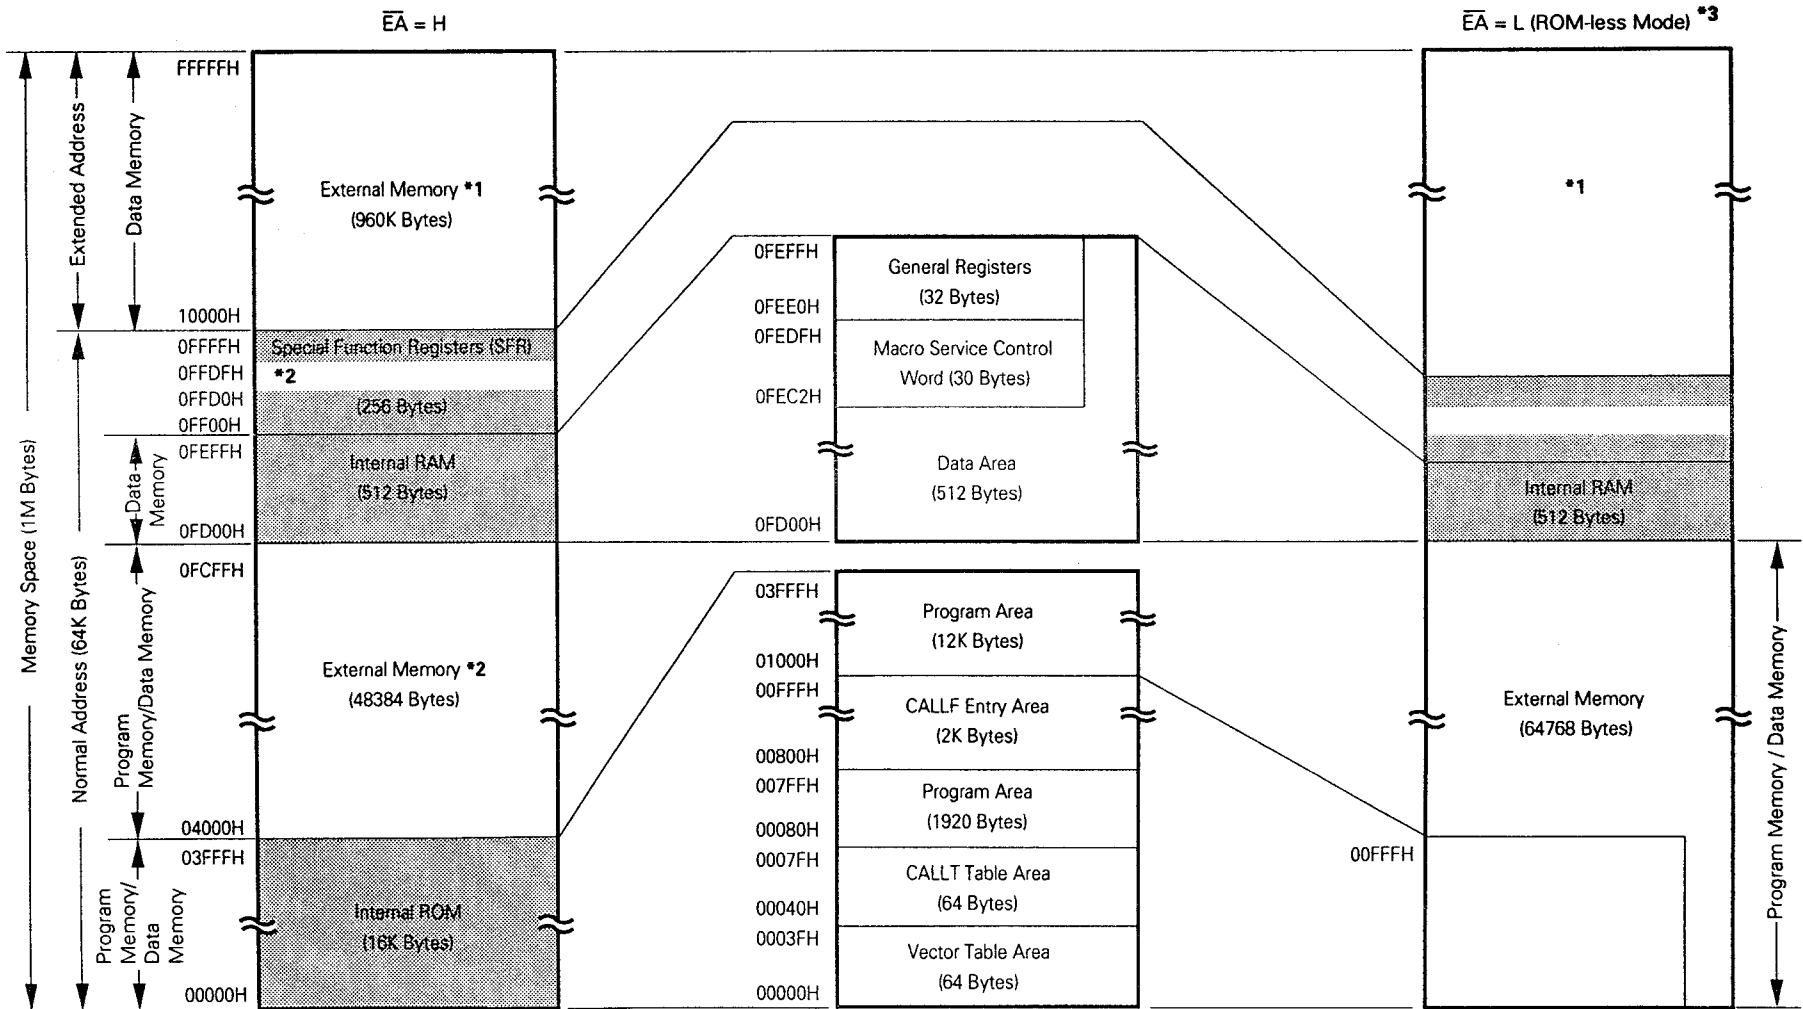 EA = H
EA = L (ROM-less Mode) *3
Memory Space (1M Bytes)
Extended Address
Normal Address (64K Bytes)
Data Memory
Data
Memory
Program
Memory/Data Memory
Program
Memory/
Data
Memory
FFFFFH
10000H
0FFFFH
0FFDFH
0FFD0H
0FF00H
0FEFFH
0FD00H
0FCFFH
04000H
03FFFH
00000H
External Memory *1
(960K Bytes)
Special Function Registers (SFR)
*2
(256 Bytes)
Internal RAM
(512 Bytes)
External Memory *2
(48384 Bytes)
Internal ROM
(16K Bytes)
0FEFFH
General Registers
(32 Bytes)
0FEE0H
0FEDFH
Macro Service Control
Word (30 Bytes)
0FEC2H
Data Area
(512 Bytes)
0FD00H
03FFFH
Program Area
(12K Bytes)
01000H
00FFFH
CALLF Entry Area
(2K Bytes)
00800H
007FFH
Program Area
(1920 Bytes)
00080H
0007FH
CALLT Table Area
(64 Bytes)
00040H
0003FH
Vector Table Area
(64 Bytes)
00000H
*1
Internal RAM
(512 Bytes)
External Memory
(64768 Bytes)
00FFFH
Program Memory / Data Memory